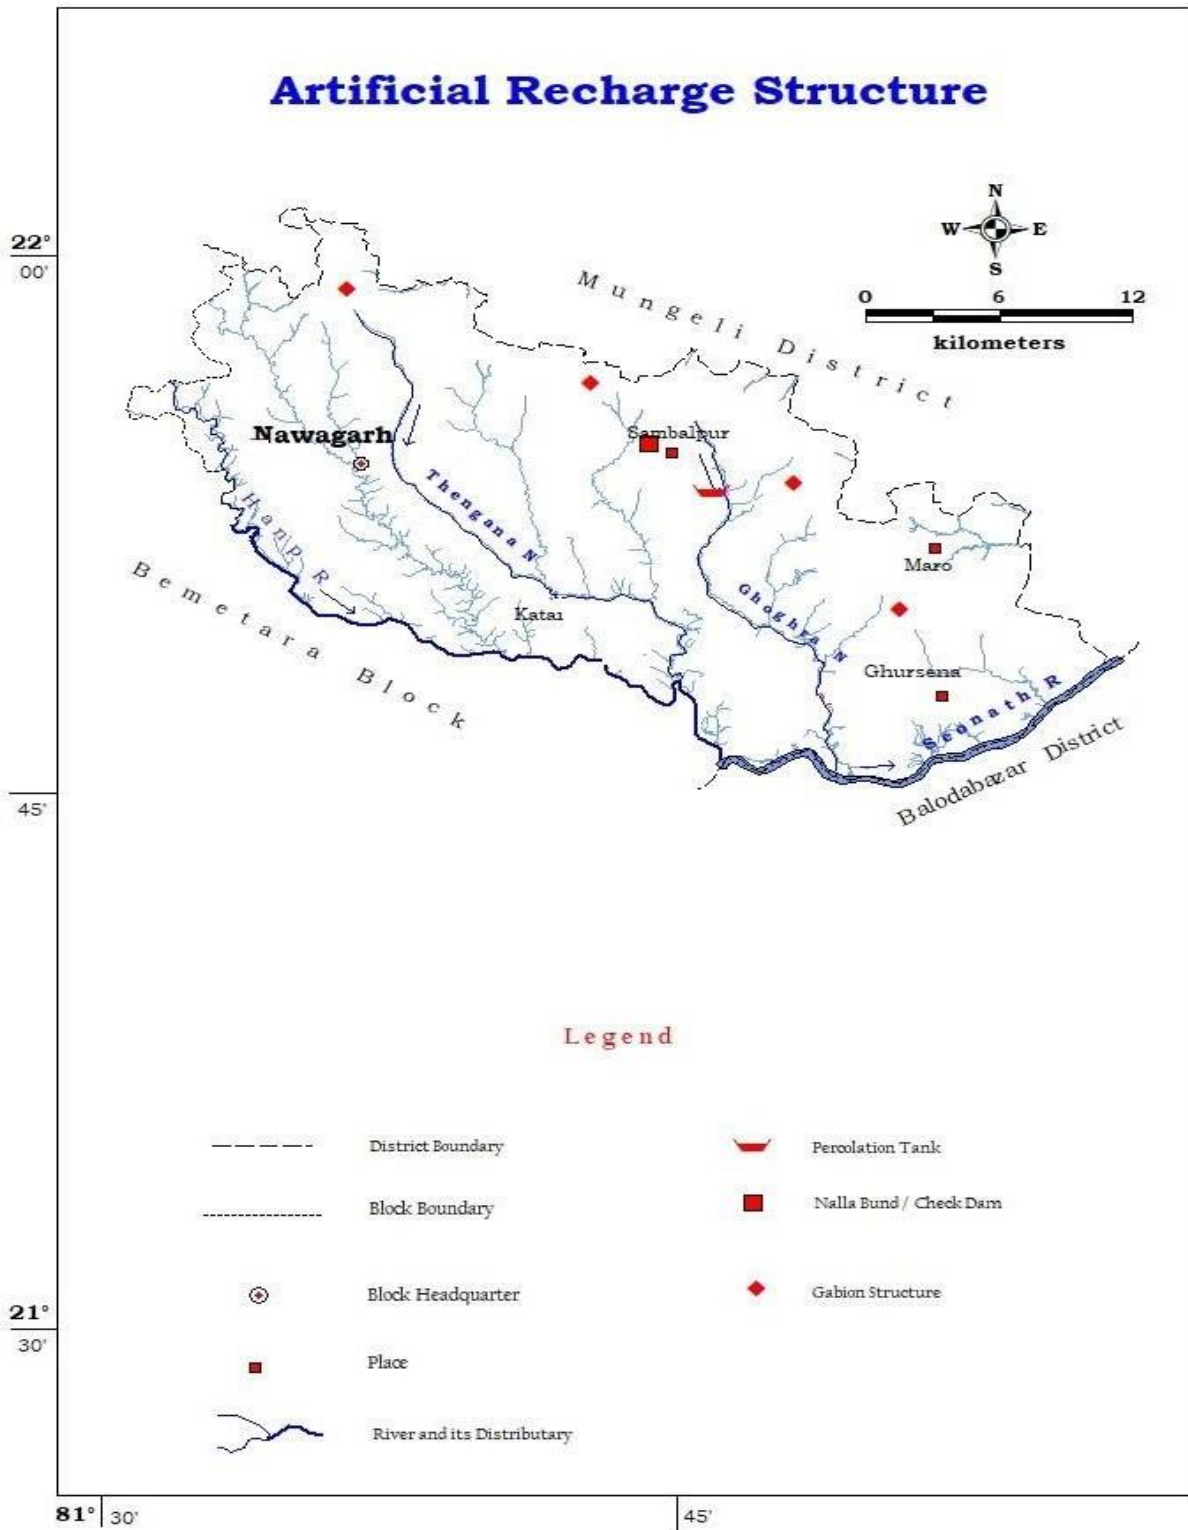 Artificial Recharge Structure
N
W E
S
22°
00'
0 6 12
kilometers
Mungeli District
Nawagarh
Sambalpur
Thengana N
Hanp R
Maro
Bemetara Block
Katai
Ghoghra N
Ghursena
Seonath R
Balodabazar District
45'
Legend
District Boundary
Percolation Tank
Block Boundary
Nalla Bund / Check Dam
Block Headquarter
Gabion Structure
21°
30'
Place
River and its Distributary
81° 30' 45'